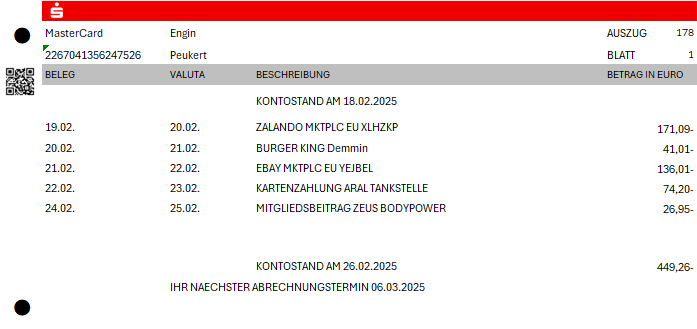 MasterCard Engin AUSZUG 178
2267041356247526 Peukert BLATT 1
BELEG VALUTA BESCHREIBUNG BETRAG IN EURO
KONTOSTAND AM 18.02.2025
19.02. 20.02. ZALANDO MKTPLC EU XLHZKP 171,09-
20.02. 21.02. BURGER KING Demmin 41,01-
21.02. 22.02. EBAY MKTPLC EU YEJBEL 136,01-
22.02. 23.02. KARTENZAHLUNG ARAL TANKSTELLE 74,20-
24.02. 25.02. MITGLIEDSBEITRAG ZEUS BODYPOWER 26,95-
KONTOSTAND AM 26.02.2025 449,26-
IHR NAECHSTER ABRECHNUNGSTERMIN 06.03.2025